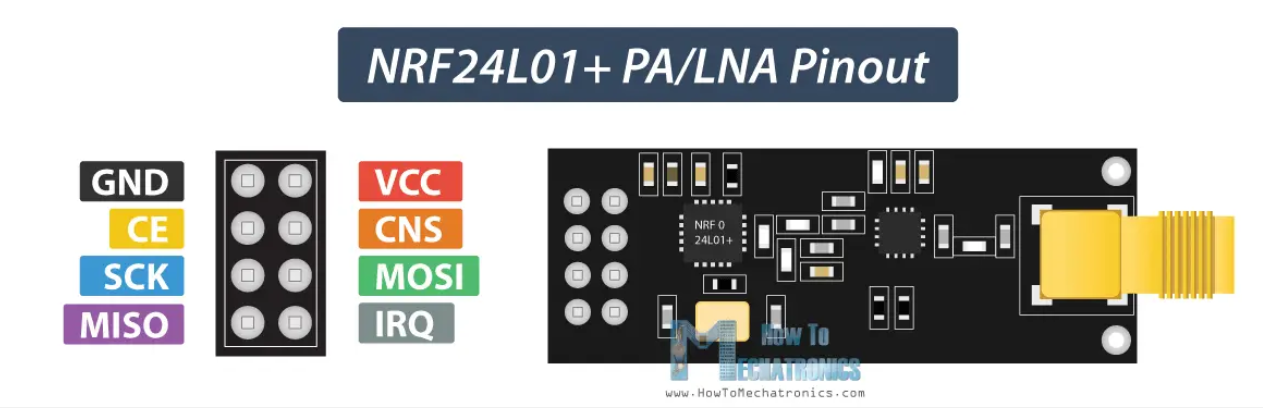 NRF24L01+ PA/LNA Pinout
GND
VCC
CE
CNS
SCK
MOSI
MISO
IRQ
NRF 0
24L01+
How To
Mechatronics
www.HowToMechatronics.com